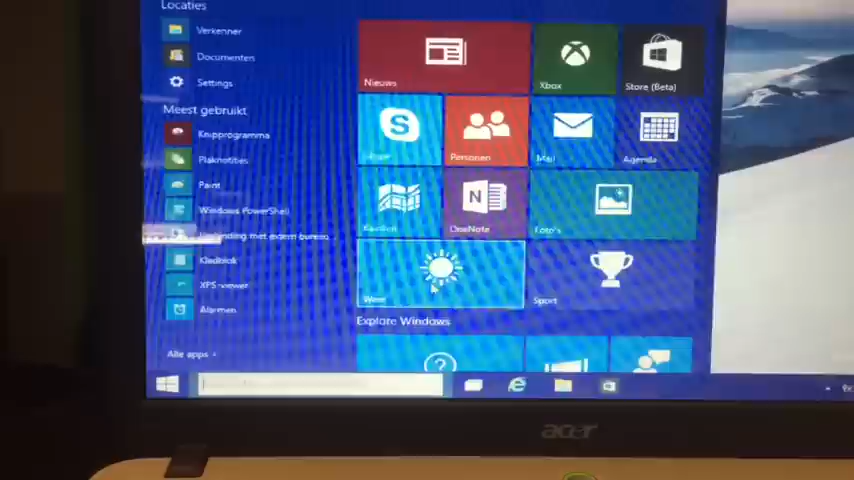 Locaties
Verkenner
Documenten
Settings
Meest gebruikt
Knipprogramma
Plaknotities
Paint
Windows PowerShell
Verbinding met extern bureau...
Kladblok
XPS-viewer
Alarmen
Alle apps
Nieuws
Xbox
Store (Beta)
Skype
Personen
Mail
Agenda
Kaarten
OneNote
Foto's
Weer
Sport
Explore Windows
acer